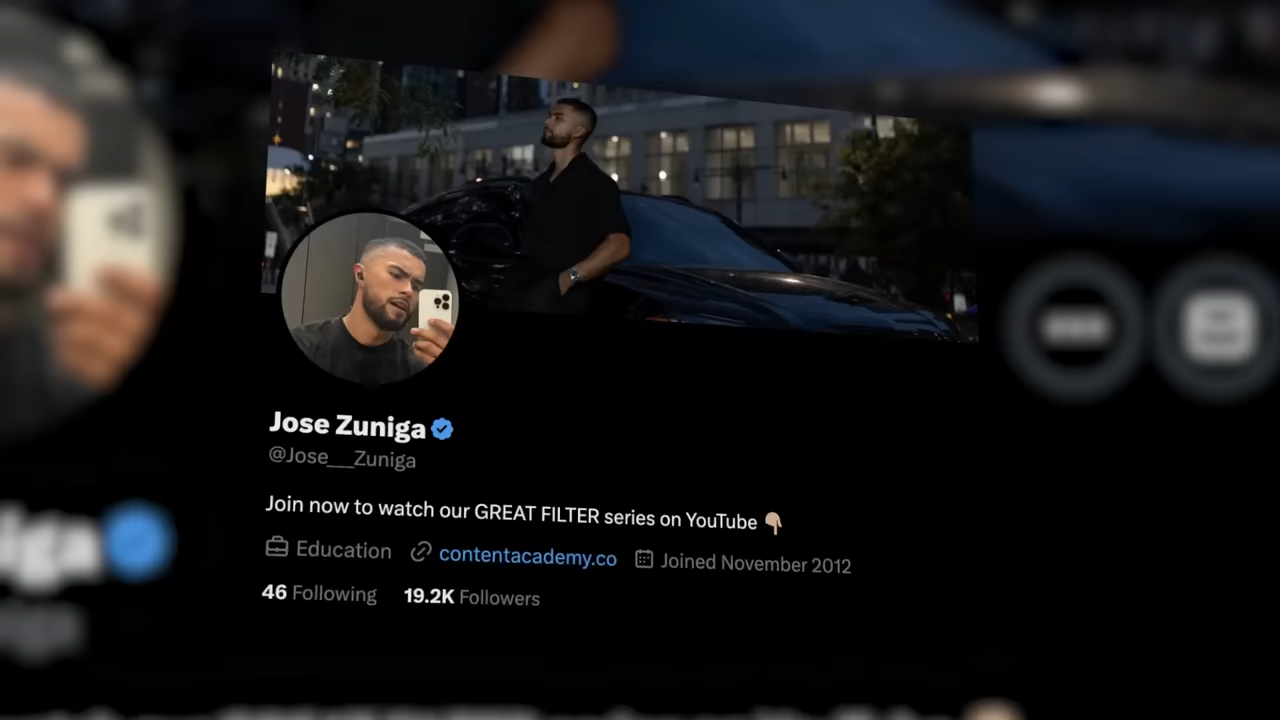 Jose Zuniga
@Jose___Zuniga
Join now to watch our GREAT FILTER series on YouTube 👇🏼
Education contentacademy.co Joined November 2012
46 Following 19.2K Followers